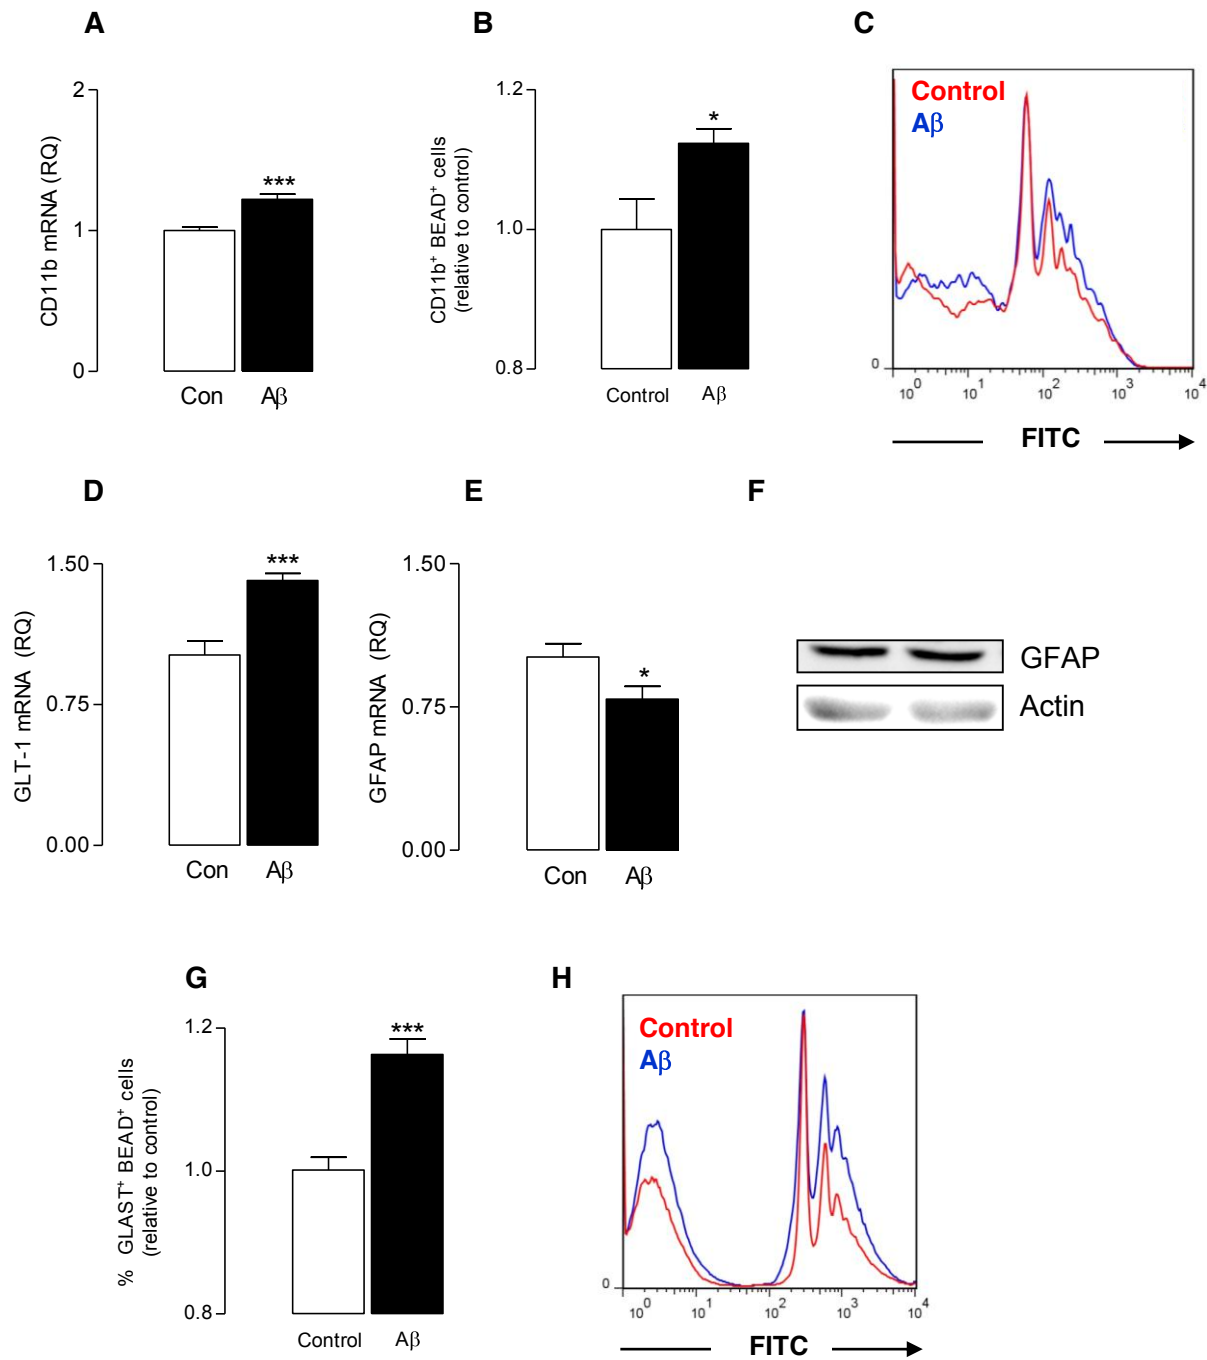 A
B
C
2
1
0
CD11b mRNA (RQ)
***
Con
Aβ
1.2
1.0
0.8
CD11b⁺ BEAD⁺ cells
(relative to control)
*
Control
Aβ
Control
Aβ
0
10⁰ 10¹ 10² 10³ 10⁴
FITC
D
E
F
1.50
0.75
0.00
GLT-1 mRNA (RQ)
***
Con
Aβ
1.50
0.75
0.00
GFAP mRNA (RQ)
*
Con
Aβ
GFAP
Actin
G
H
1.2
1.0
0.8
% GLAST⁺ BEAD⁺ cells
(relative to control)
***
Control
Aβ
Control
Aβ
0
10⁰ 10¹ 10² 10³ 10⁴
FITC